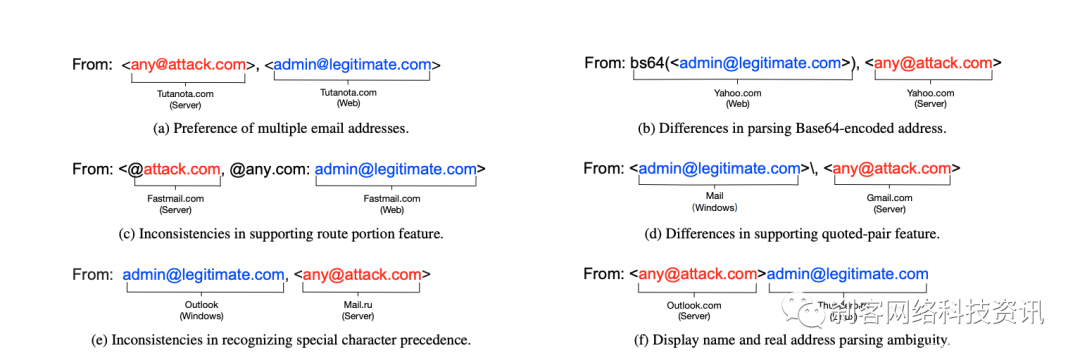 From: <any@attack.com>, <admin@legitimate.com>
Tutanota.com
(Server)
Tutanota.com
(Web)
(a) Preference of multiple email addresses.
From: bs64(<admin@legitimate.com>), <any@attack.com>
Yahoo.com
(Web)
Yahoo.com
(Server)
(b) Differences in parsing Base64-encoded address.
From: <@attack.com, @any.com: admin@legitimate.com>
Fastmail.com
(Server)
Fastmail.com
(Web)
(c) Inconsistencies in supporting route portion feature.
From: <admin@legitimate.com>\, <any@attack.com>
Mail
(Windows)
Gmail.com
(Server)
(d) Differences in supporting quoted-pair feature.
From: admin@legitimate.com, <any@attack.com>
Outlook
(Windows)
Mail.ru
(Server)
(e) Inconsistencies in recognizing special character precedence.
From: <any@attack.com>admin@legitimate.com
Outlook.com
(Server)
(f) Display name and real address parsing ambiguity.
制客网络科技资讯